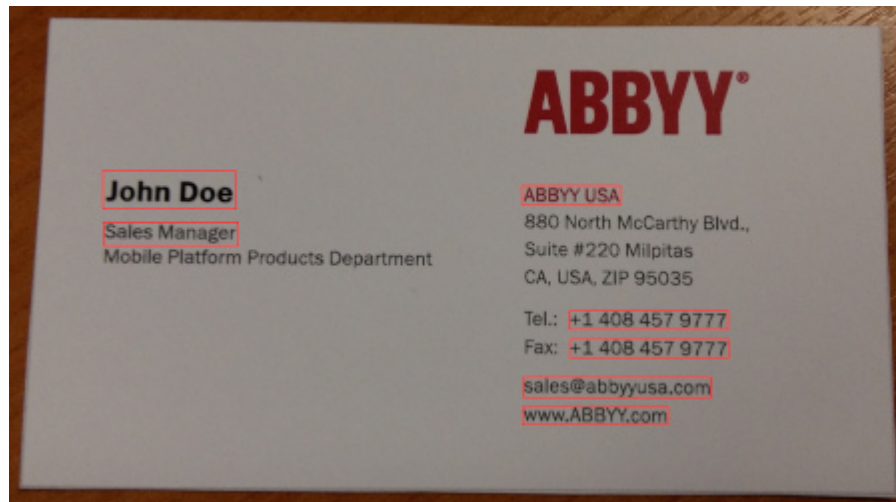 John Doe
Sales Manager
Mobile Platform Products Department
ABBYY®
ABBYY USA
880 North McCarthy Blvd.,
Suite #220 Milpitas
CA, USA, ZIP 95035
Tel.: +1 408 457 9777
Fax: +1 408 457 9777
sales@abbyyusa.com
www.ABBYY.com